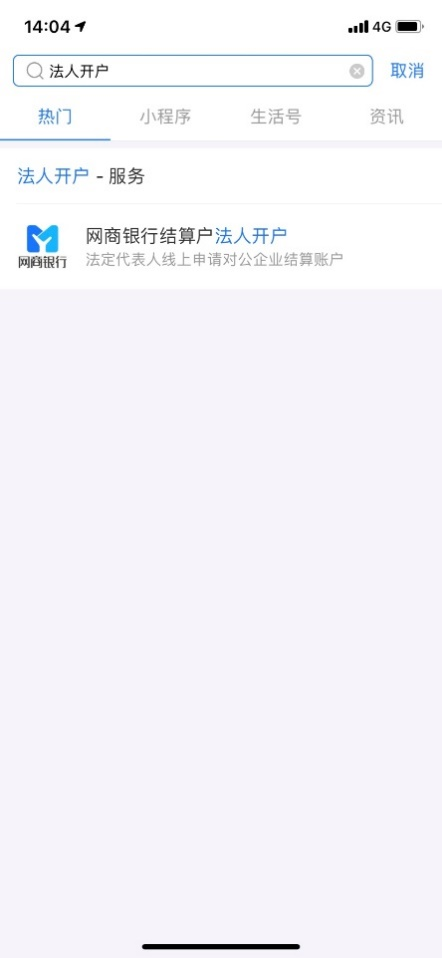 14:04
4G
法人开户
取消
热门
小程序
生活号
资讯
法人开户 - 服务
网商银行结算户法人开户
网商银行
法定代表人线上申请对公企业结算账户